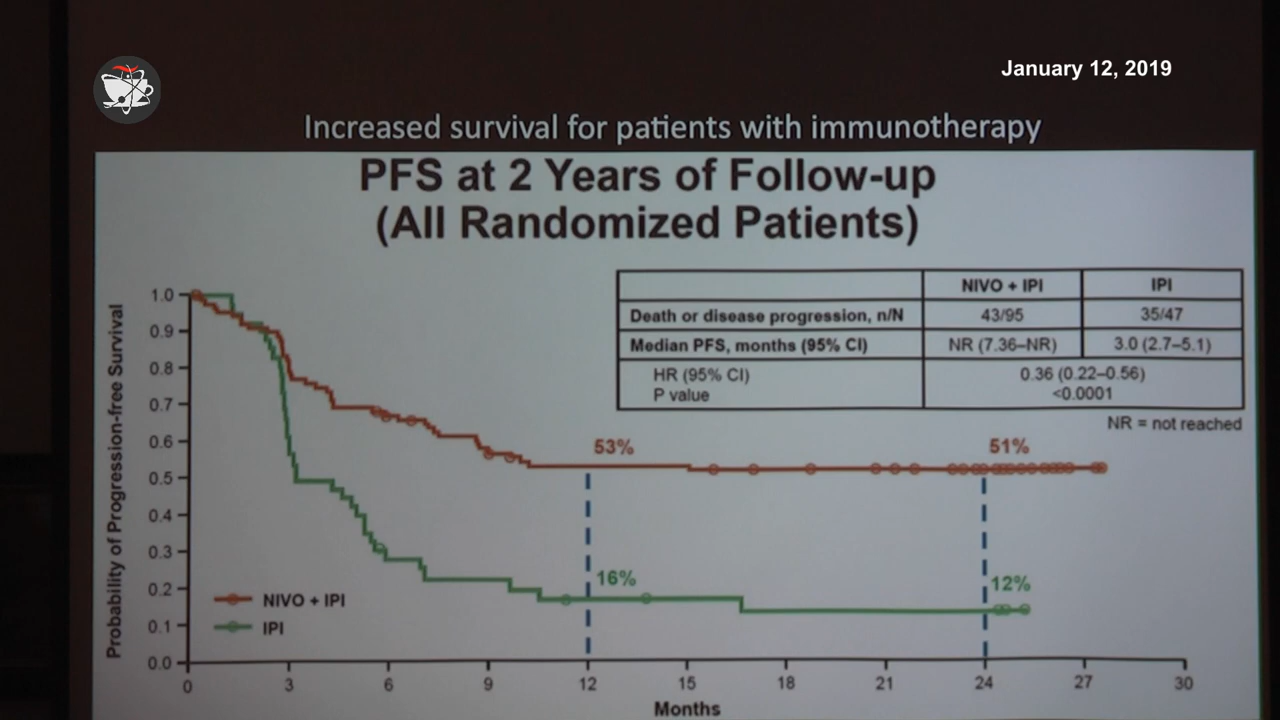 January 12, 2019
Increased survival for patients with immunotherapy
PFS at 2 Years of Follow-up
(All Randomized Patients)
NIVO + IPI IPI
Death or disease progression, n/N 43/95 35/47
Median PFS, months (95% CI) NR (7.36–NR) 3.0 (2.7–5.1)
HR (95% CI) 0.36 (0.22–0.56)
P value <0.0001
NR = not reached
Probability of Progression-free Survival
1.0
0.9
0.8
0.7
0.6
0.5
0.4
0.3
0.2
0.1
0.0
53%
51%
16%
12%
NIVO + IPI
IPI
0 3 6 9 12 15 18 21 24 27 30
Months